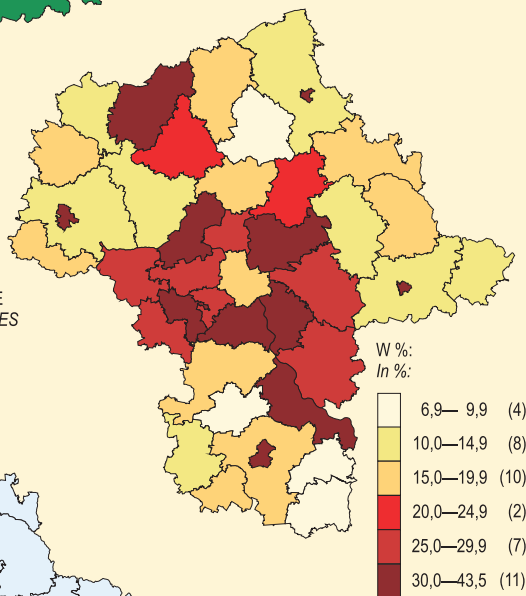 E
ES
W %:
In %:
6,9— 9,9 (4)
10,0—14,9 (8)
15,0—19,9 (10)
20,0—24,9 (2)
25,0—29,9 (7)
30,0—43,5 (11)